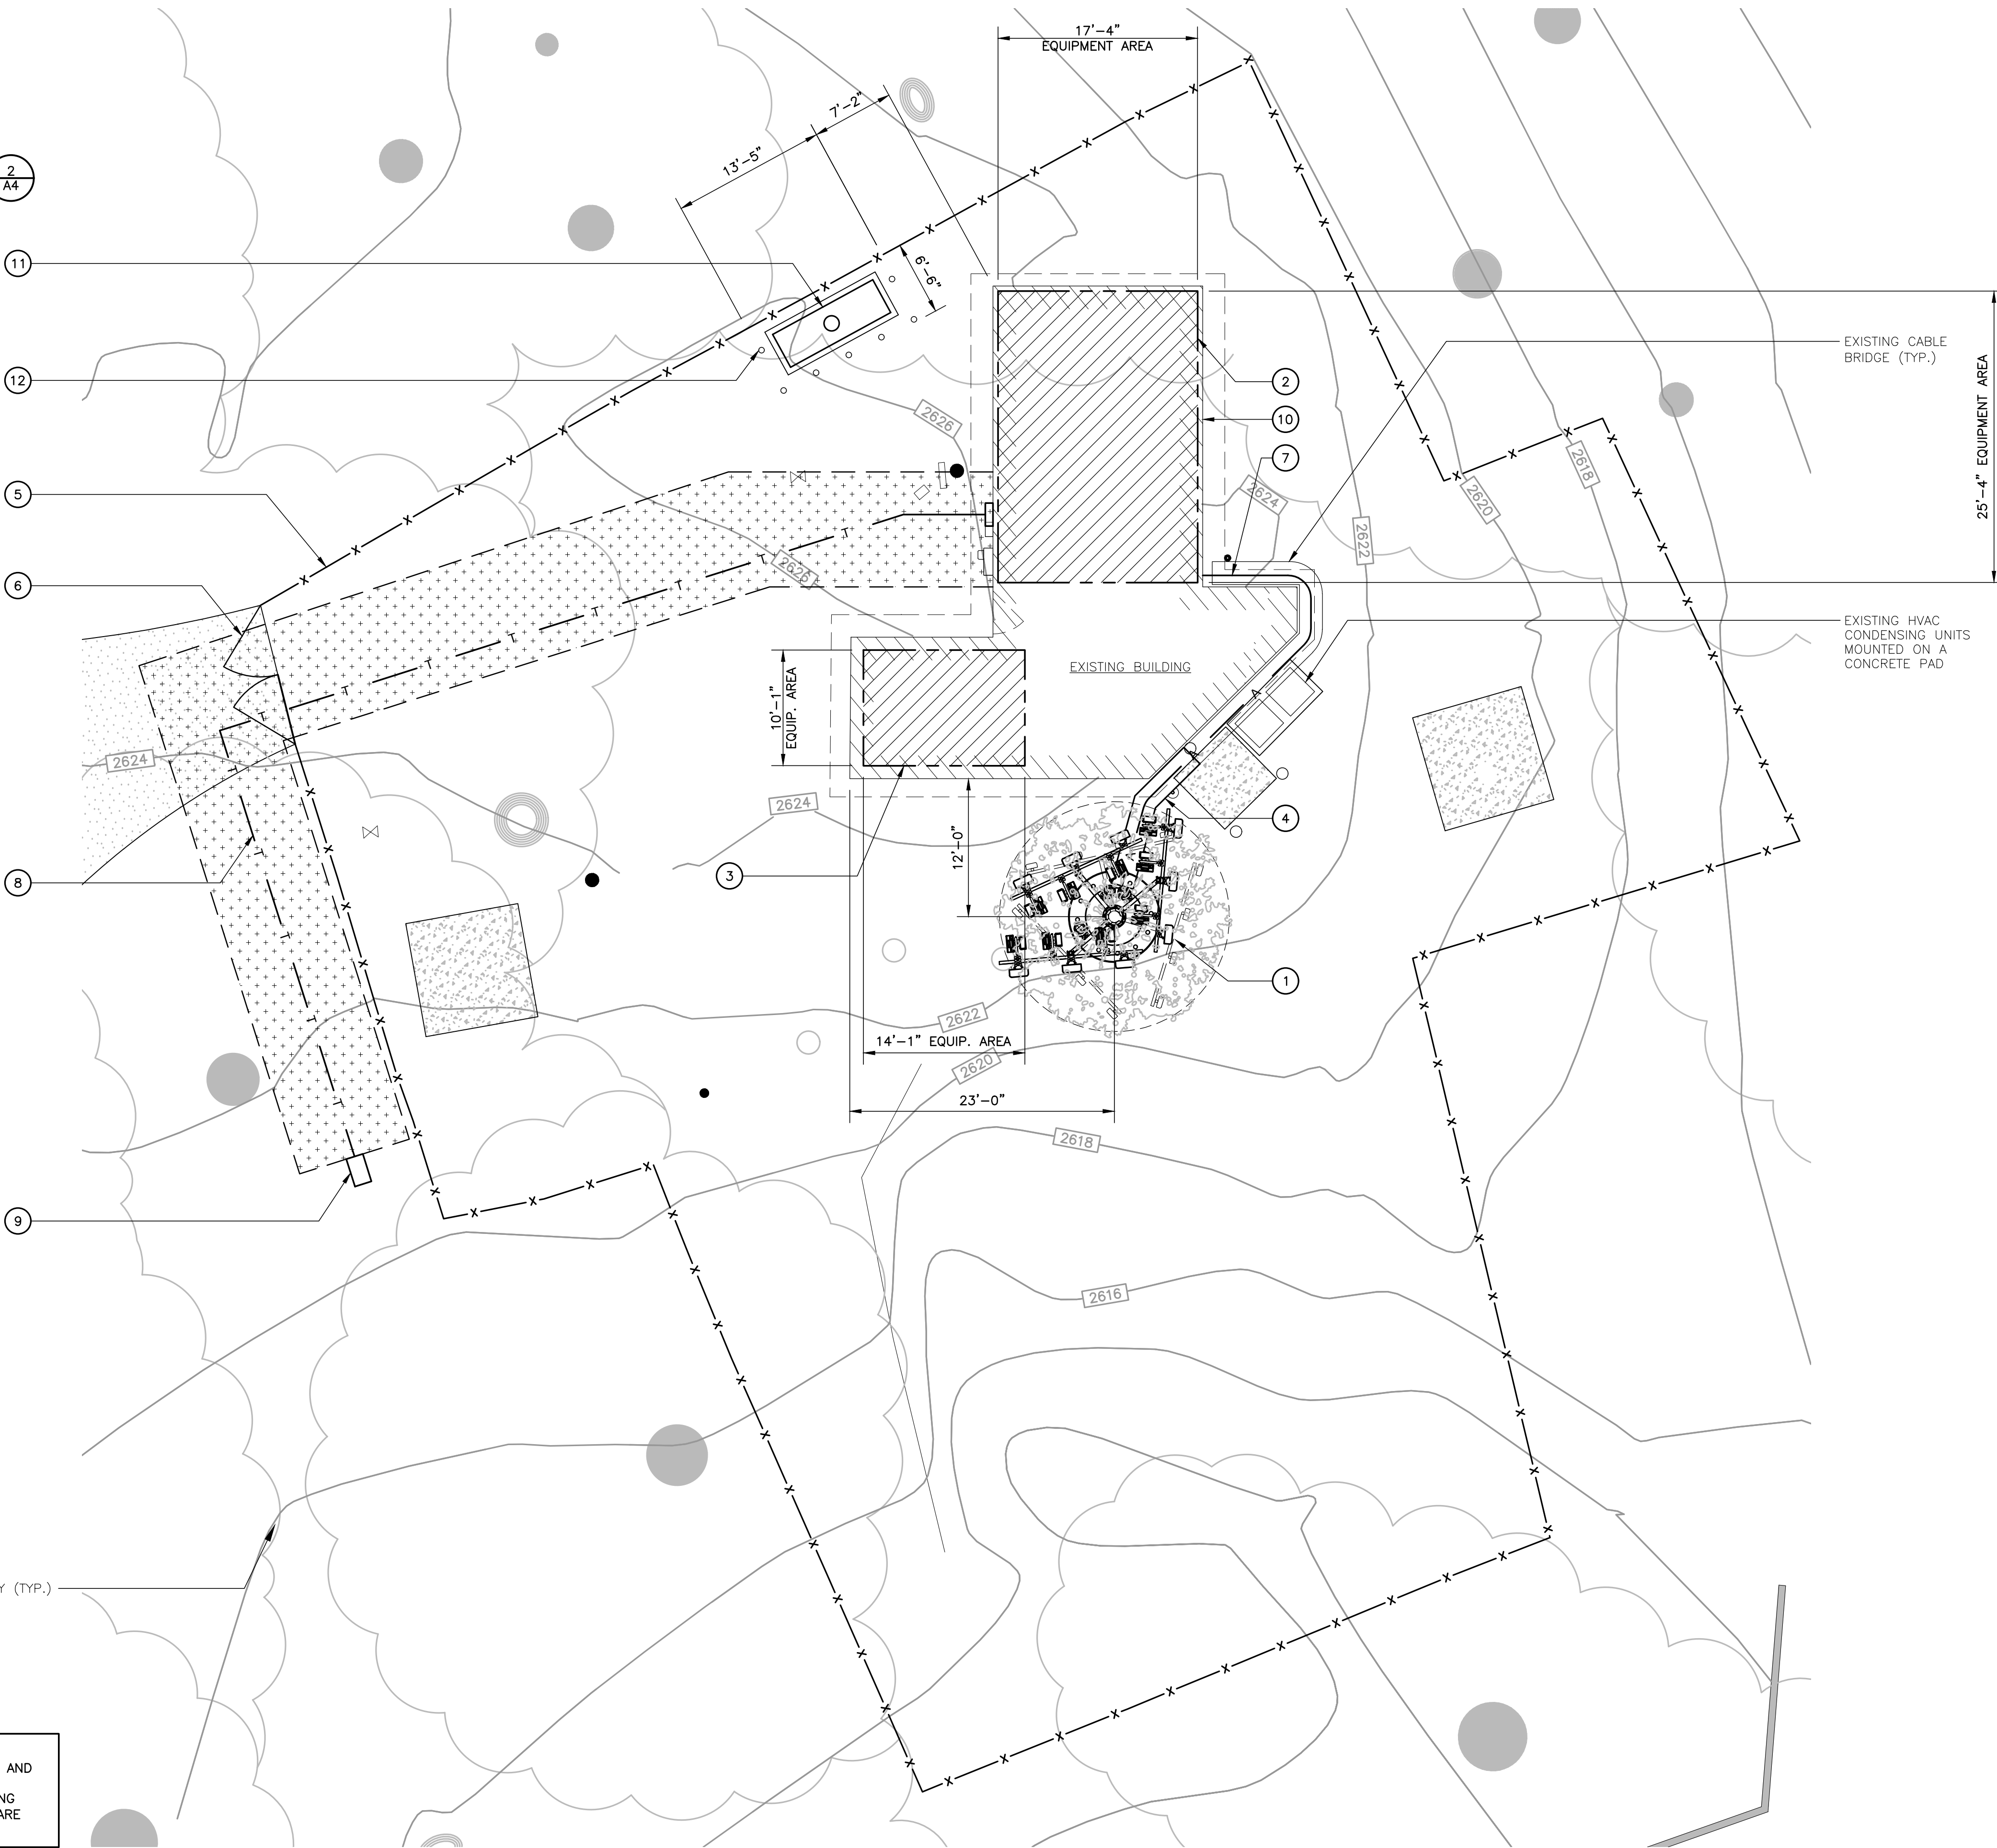 17'-4"
EQUIPMENT AREA
7'-2"
13'-5"
2
A4
11
6'-6"
EXISTING CABLE
BRIDGE (TYP.)
12
2
25'-4" EQUIPMENT AREA
2626
10
2618
7
5
2624
2620
2622
2626
6
EXISTING HVAC
CONDENSING UNITS
MOUNTED ON A
CONCRETE PAD
EXISTING BUILDING
10'-1"
EQUIP. AREA
2624
A
A
2624
4
12'-0"
8
3
1
2622
14'-1" EQUIP. AREA
2620
23'-0"
2618
9
2616
(TYP.)
AND
ARE